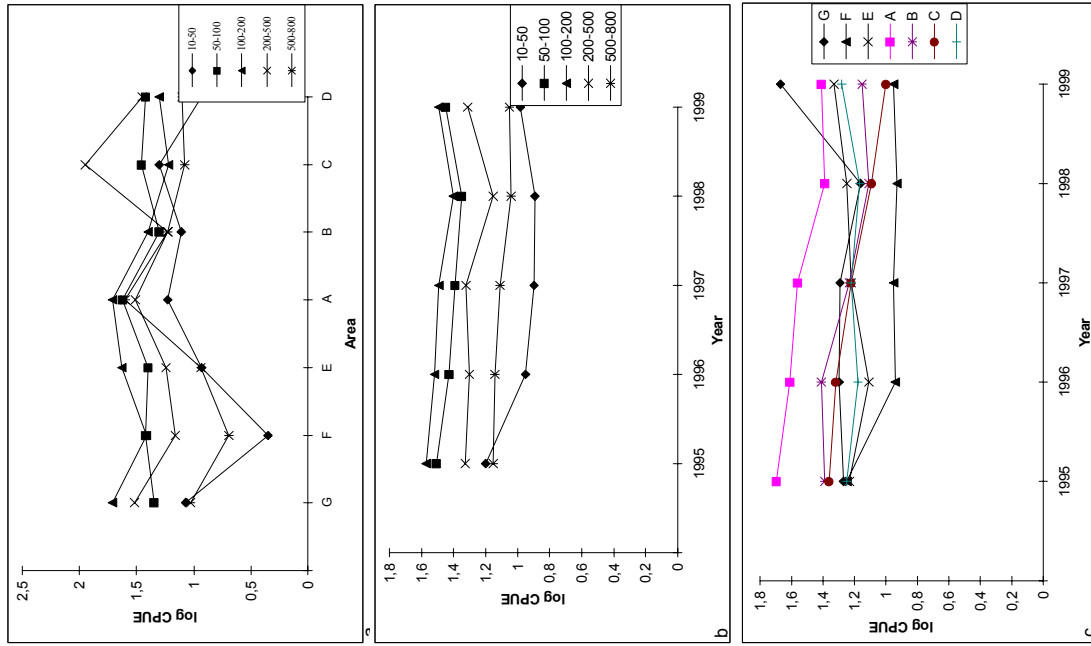 10-50
50-100
100-200
200-500
500-800
2,5
2
1,5
1
0,5
0
log CPUE
G
F
E
A
B
C
D
Area
a
10-50
50-100
100-200
200-500
500-800
1,8
1,6
1,4
1,2
1
0,8
0,6
0,4
0,2
0
log CPUE
1995
1996
1997
1998
1999
Year
b
G
F
E
A
B
C
D
1,8
1,6
1,4
1,2
1
0,8
0,6
0,4
0,2
0
log CPUE
1995
1996
1997
1998
1999
Year
c